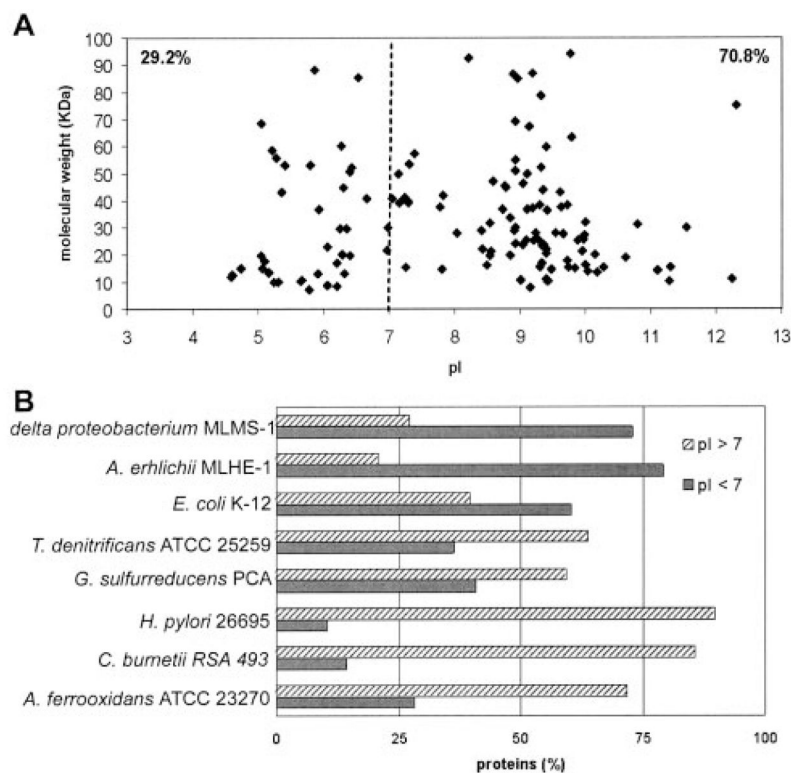 A
molecular weight (KDa)
100
90
80
70
60
50
40
30
20
10
0
29.2%
70.8%
3 4 5 6 7 8 9 10 11 12 13
pI
B
delta proteobacterium MLMS-1
A. erhlichii MLHE-1
E. coli K-12
T. denitrificans ATCC 25259
G. sulfurreducens PCA
H. pylori 26695
C. burnetii RSA 493
A. ferrooxidans ATCC 23270
pI > 7
pI < 7
0 25 50 75 100
proteins (%)